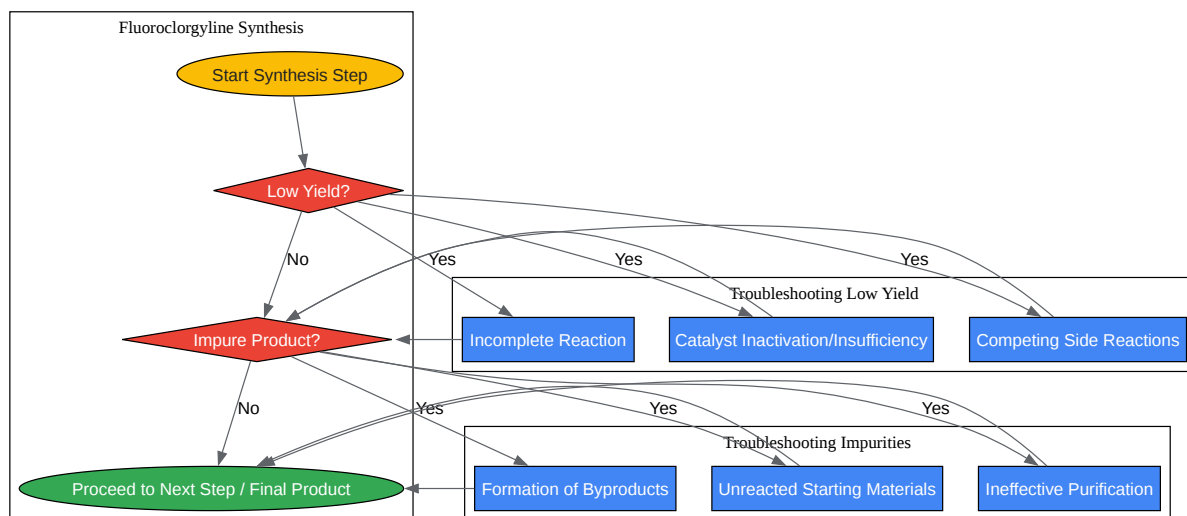 Fluoroclorgyline Synthesis
Start Synthesis Step
Low Yield?
No
Yes
Yes
Yes
Troubleshooting Low Yield
Impure Product?
Incomplete Reaction
Catalyst Inactivation/Insufficiency
Competing Side Reactions
No
Yes
Yes
Yes
Troubleshooting Impurities
Proceed to Next Step / Final Product
Formation of Byproducts
Unreacted Starting Materials
Ineffective Purification